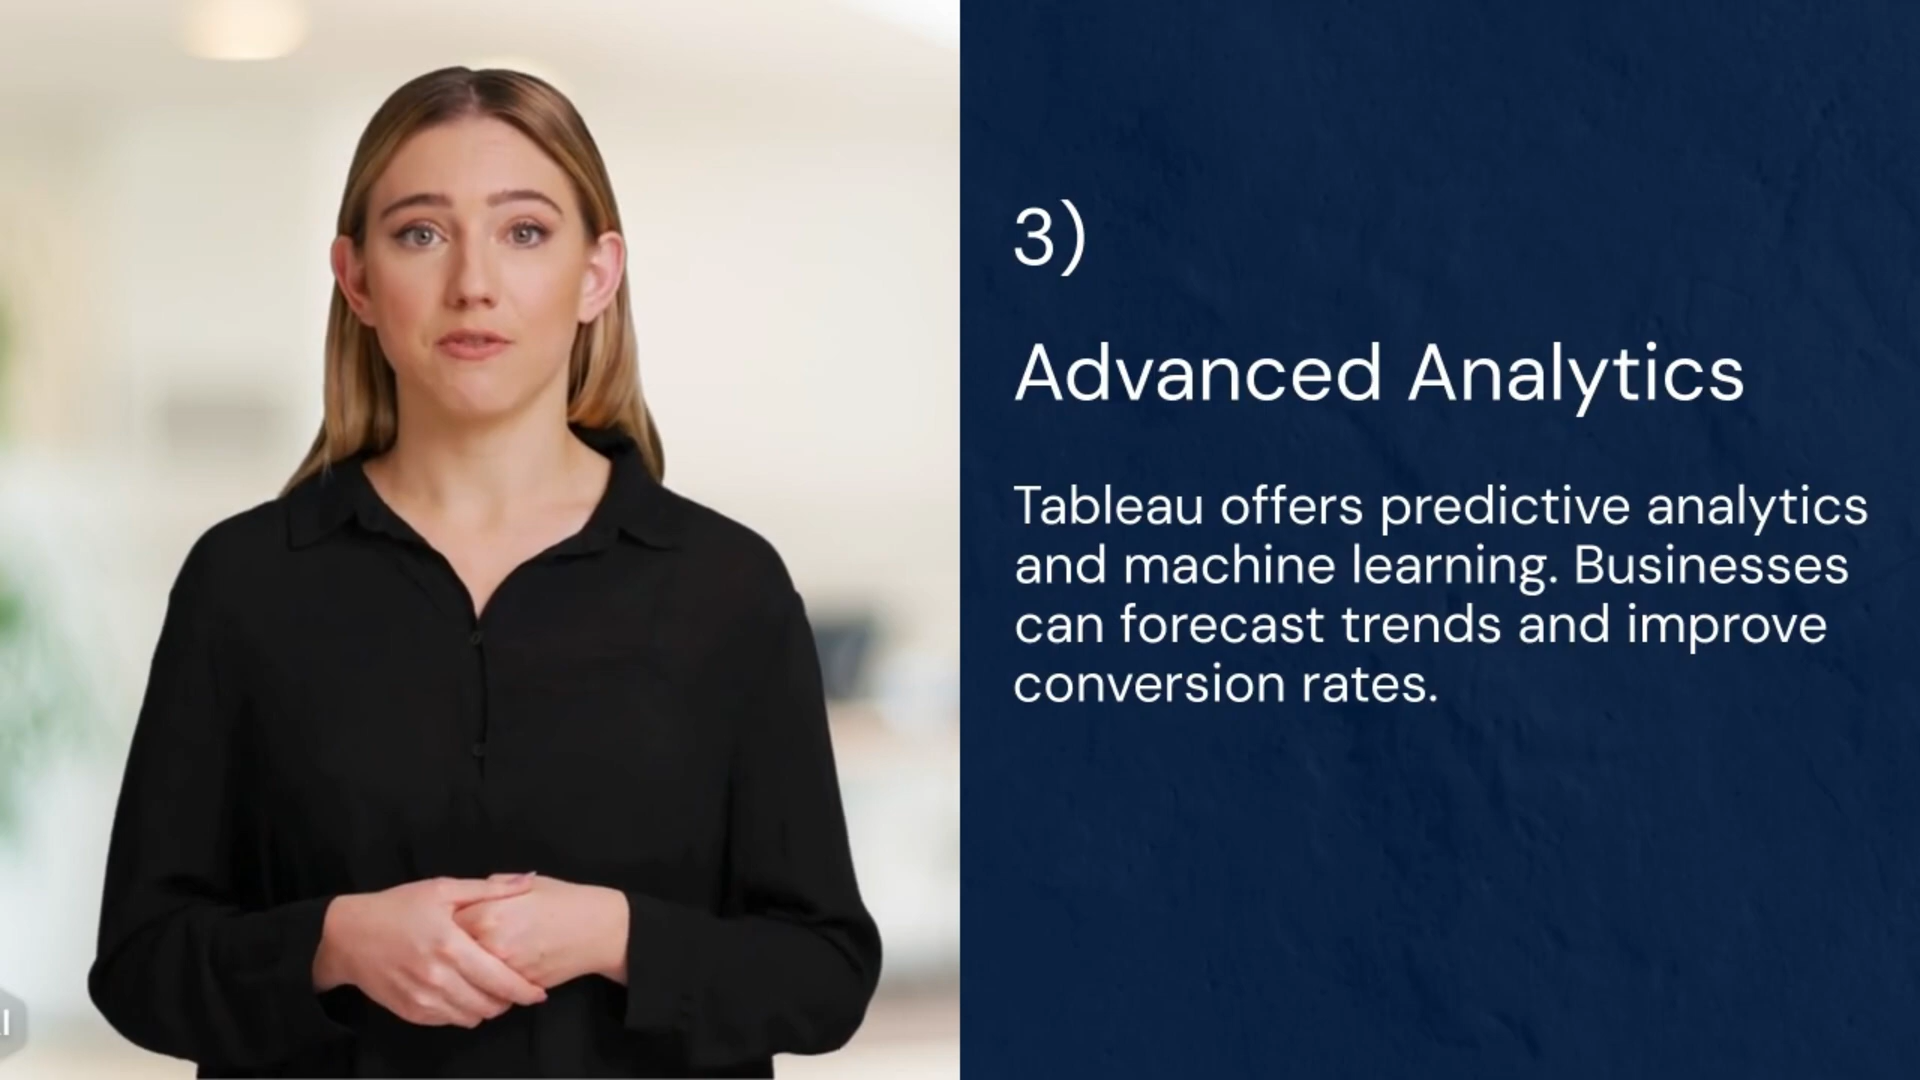 3)
Advanced Analytics
Tableau offers predictive analytics
and machine learning. Businesses
can forecast trends and improve
conversion rates.